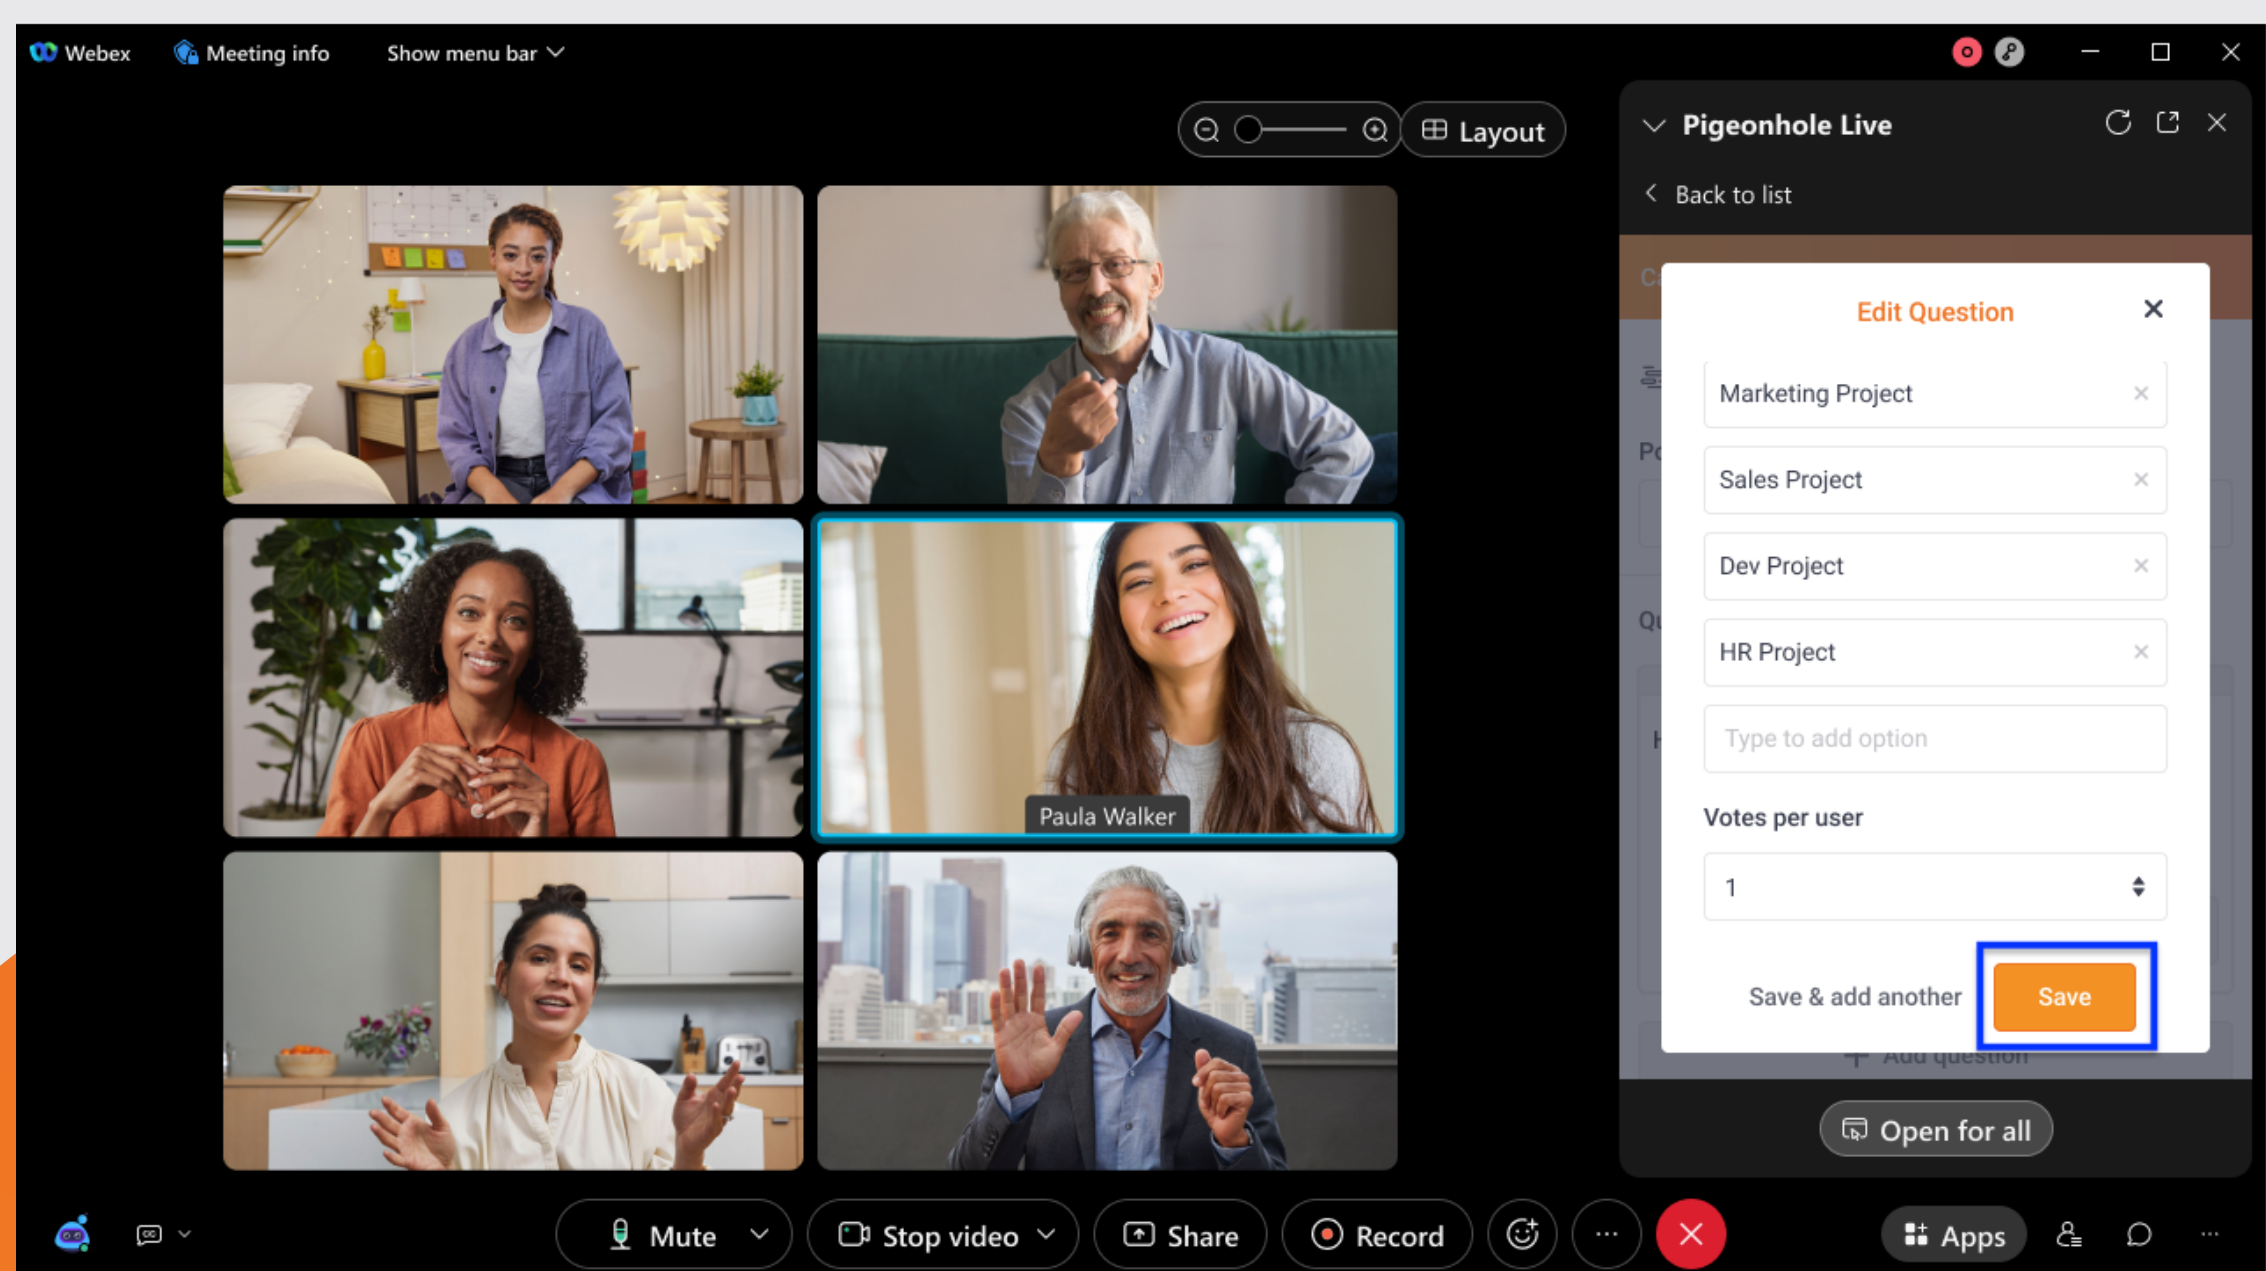 Webex
Meeting info
Show menu bar
Layout
Pigeonhole Live
Back to list
Edit Question
Marketing Project
Sales Project
Dev Project
HR Project
Type to add option
Votes per user
1
Save & add another
Save
Add question
Open for all
Paula Walker
Mute
Stop video
Share
Record
Apps